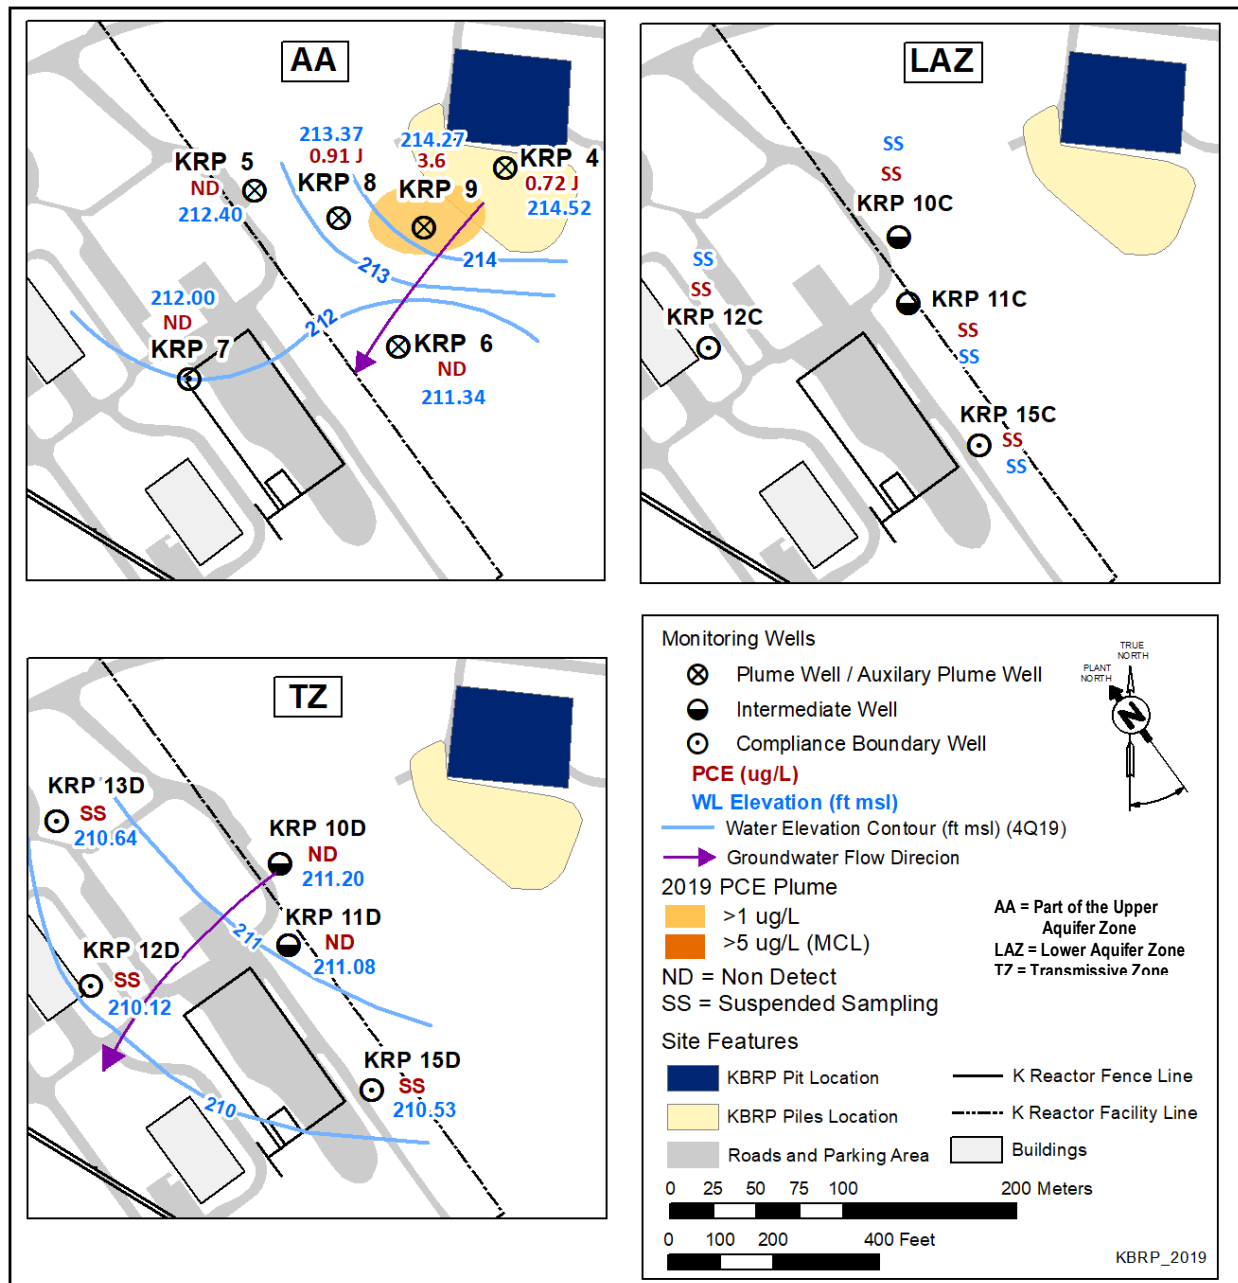 AA
213.37
0.91 J
KRP 8
214.27
3.6
KRP 9
KRP 4
0.72 J
214.52
KRP 5
ND
212.40
214
213
212
212.00
ND
KRP 7
KRP 6
ND
211.34
LAZ
SS
SS
KRP 10C
SS
SS
KRP 12C
KRP 11C
SS
SS
KRP 15C
SS
SS
TZ
KRP 13D
SS
210.64
KRP 10D
ND
211.20
211
KRP 11D
ND
211.08
KRP 12D
SS
210.12
KRP 15D
SS
210.53
210
Monitoring Wells
Plume Well / Auxilary Plume Well
Intermediate Well
Compliance Boundary Well
PCE (ug/L)
WL Elevation (ft msl)
Water Elevation Contour (ft msl) (4Q19)
Groundwater Flow Direcion
2019 PCE Plume
>1 ug/L
>5 ug/L (MCL)
ND = Non Detect
SS = Suspended Sampling
TRUE
NORTH
PLANT
NORTH
N
AA = Part of the Upper
Aquifer Zone
LAZ = Lower Aquifer Zone
TZ = Transmissive Zone
Site Features
KBRP Pit Location
K Reactor Fence Line
KBRP Piles Location
K Reactor Facility Line
Roads and Parking Area
Buildings
0 25 50 75 100 200 Meters
0 100 200 400 Feet
KBRP_2019